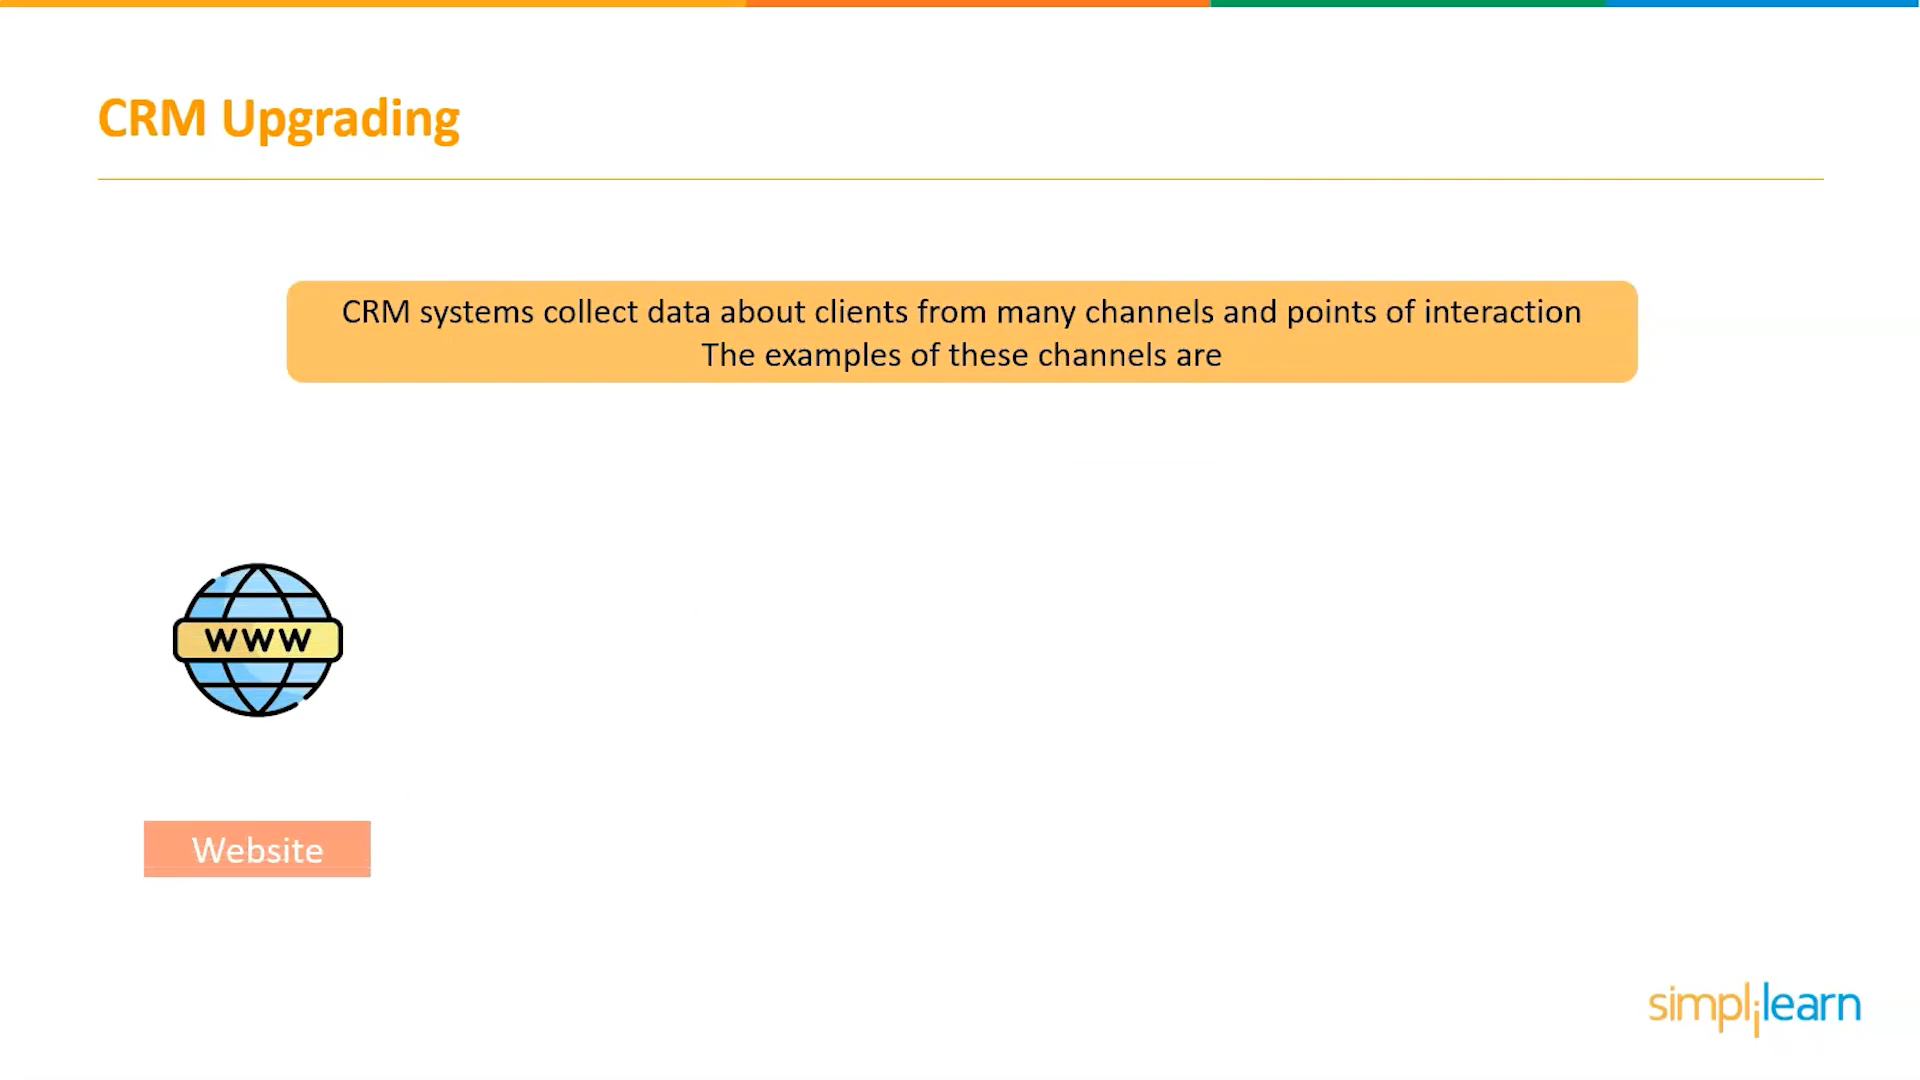 CRM Upgrading
CRM systems collect data about clients from many channels and points of interaction
The examples of these channels are
WWW
Website
simplilearn